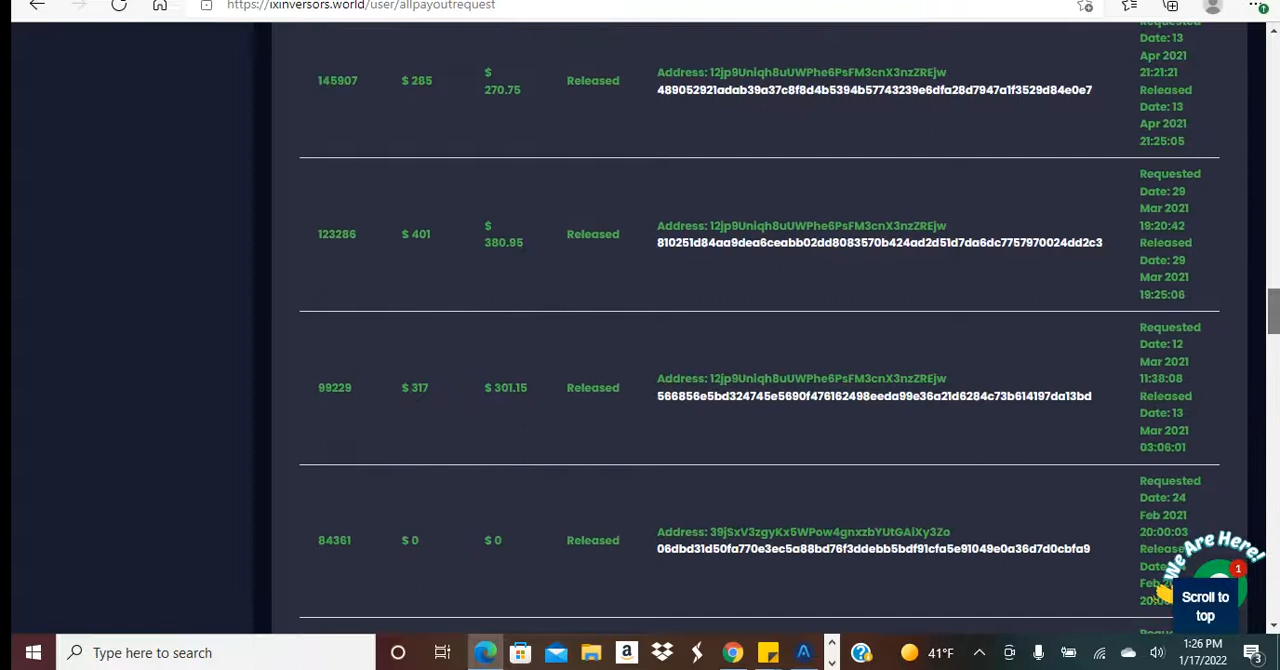 https://ixinversors.world/user/allpayoutrequest
Requested
Date: 13
Apr 2021
21:21:21
Released
Date: 13
Apr 2021
21:25:05
145907
$ 285
$
270.75
Released
Address: 12jp9Uniqh8uUWPhe6PsFM3cnX3nzZREjw
489052921adab39a37c8f8d4b5394b57743239e6dfa28d7947a1f3529d84e0e7
Requested
Date: 29
Mar 2021
19:20:42
Released
Date: 29
Mar 2021
19:25:06
123286
$ 401
$
380.95
Released
Address: 12jp9Uniqh8uUWPhe6PsFM3cnX3nzZREjw
810251d84aa9dea6ceabb02dd8083570b424ad2d51d7da6dc7757970024dd2c3
Requested
Date: 12
Mar 2021
11:38:08
Released
Date: 13
Mar 2021
03:06:01
99229
$ 317
$ 301.15
Released
Address: 12jp9Uniqh8uUWPhe6PsFM3cnX3nzZREjw
566856e5bd324745e5690f476162498eeda99e36a21d6284c73b614197da13bd
Requested
Date: 24
Feb 2021
20:00:03
84361
$ 0
$ 0
Released
Address: 39jSxV3zgyKx5WPow4gnxzbYUtGAiXy3Zo
06dbd31d50fa770e3ec5a88bd76f3ddebb5bdf91cfa5e91049e0a36d7d0cbfa9
We Are Here!
1
Scroll to
top
Type here to search
41°F
1:26 PM
1/17/2022
3